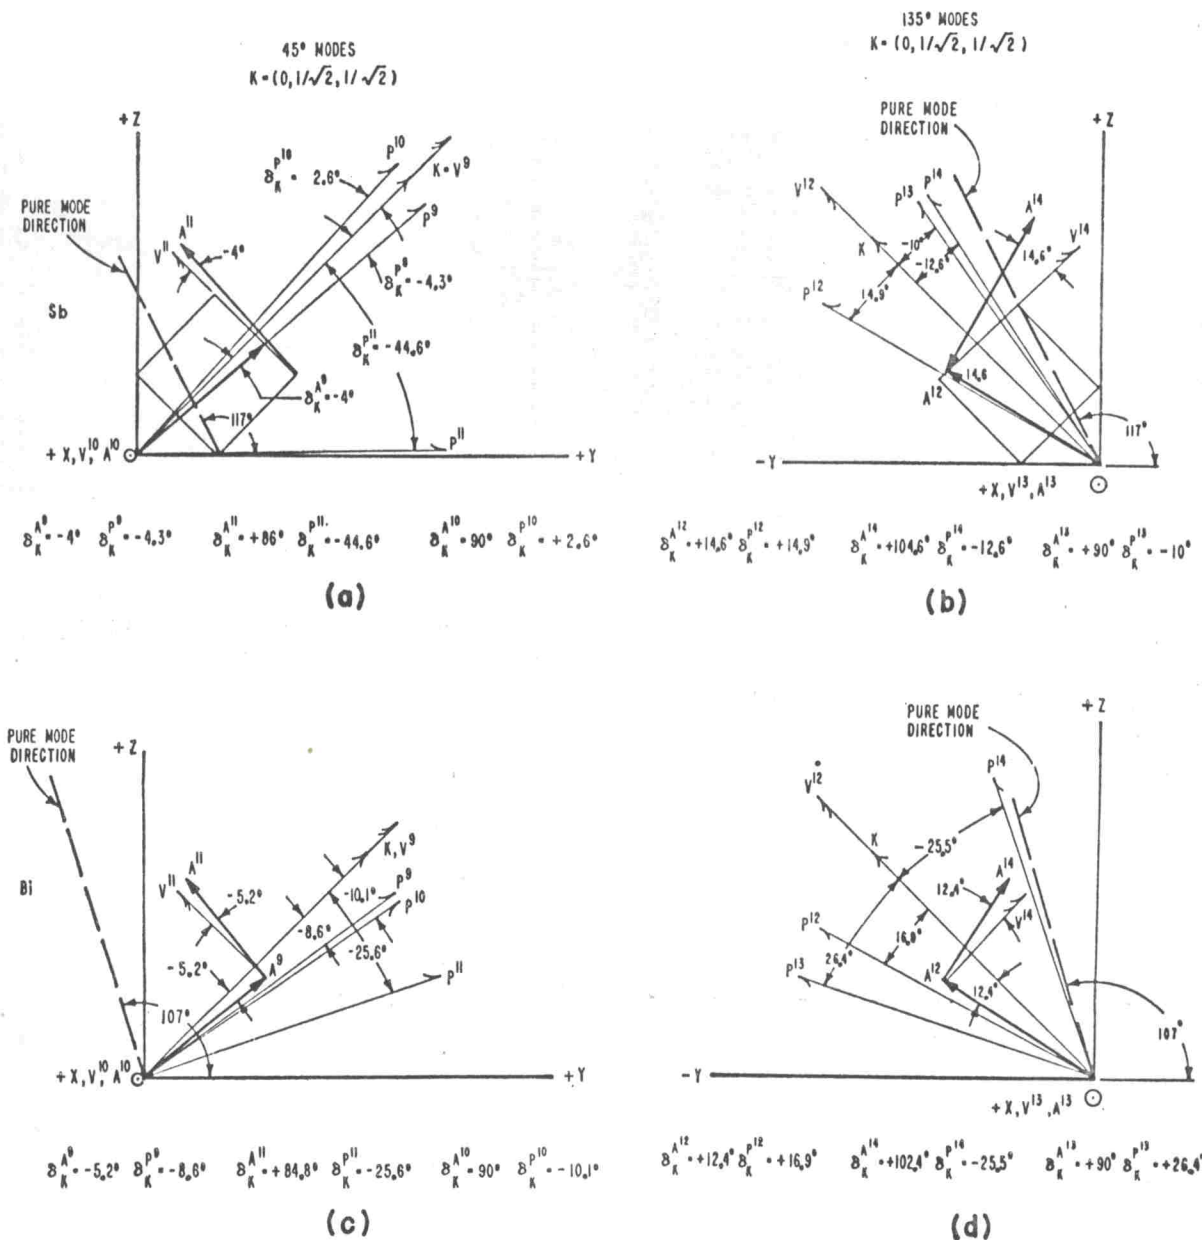 45° MODES
K=(0,1/√2,1/√2)
+Z
P¹⁰
K=V⁹
P⁹
δ_K^P¹⁰ = 2.6°
PURE MODE
DIRECTION
A¹¹
V¹¹
-4°
δ_K^P⁹=-4.3°
Sb
δ_K^P¹¹=-44.6°
δ_K^A⁹=-4°
117°
P¹¹
+X,V¹⁰,A¹⁰
+Y
δ_K^A⁹=-4° δ_K^P⁹=-4.3° δ_K^A¹¹=+86° δ_K^P¹¹=-44.6° δ_K^A¹⁰=90° δ_K^P¹⁰=+2.6°
(a)
135° MODES
K=(0,1/√2,1/√2)
PURE MODE
DIRECTION
+Z
V¹²
P¹³
P¹⁴
A¹⁴
K
-10°
-12.6°
14.6°
V¹⁴
P¹²
14.9°
14.6
A¹²
117°
-Y
+X,V¹³,A¹³
δ_K^A¹²=+14.6° δ_K^P¹²=+14.9° δ_K^A¹⁴=+104.6° δ_K^P¹⁴=-12.6° δ_K^A¹³=+90° δ_K^P¹³=-10°
(b)
PURE MODE
DIRECTION
+Z
K,V⁹
A¹¹
V¹¹
Bi
-5.2°
-10.1°
P⁹
P¹⁰
-8.6°
-25.6°
-5.2°
A⁹
P¹¹
107°
+X,V¹⁰,A¹⁰
+Y
δ_K^A⁹=-5.2° δ_K^P⁹=-8.6° δ_K^A¹¹=+84.8° δ_K^P¹¹=-25.6° δ_K^A¹⁰=90° δ_K^P¹⁰=-10.1°
(c)
PURE MODE
DIRECTION
+Z
P¹⁴
V¹²
K
-25.5°
A¹⁴
12.4°
V¹⁴
P¹²
P¹³
26.4°
A¹²
12.4°
107°
-Y
+X,V¹³,A¹³
δ_K^A¹²=+12.4° δ_K^P¹²=+16.9° δ_K^A¹⁴=+102.4° δ_K^P¹⁴=-25.5° δ_K^A¹³=+90° δ_K^P¹³=+26.4°
(d)